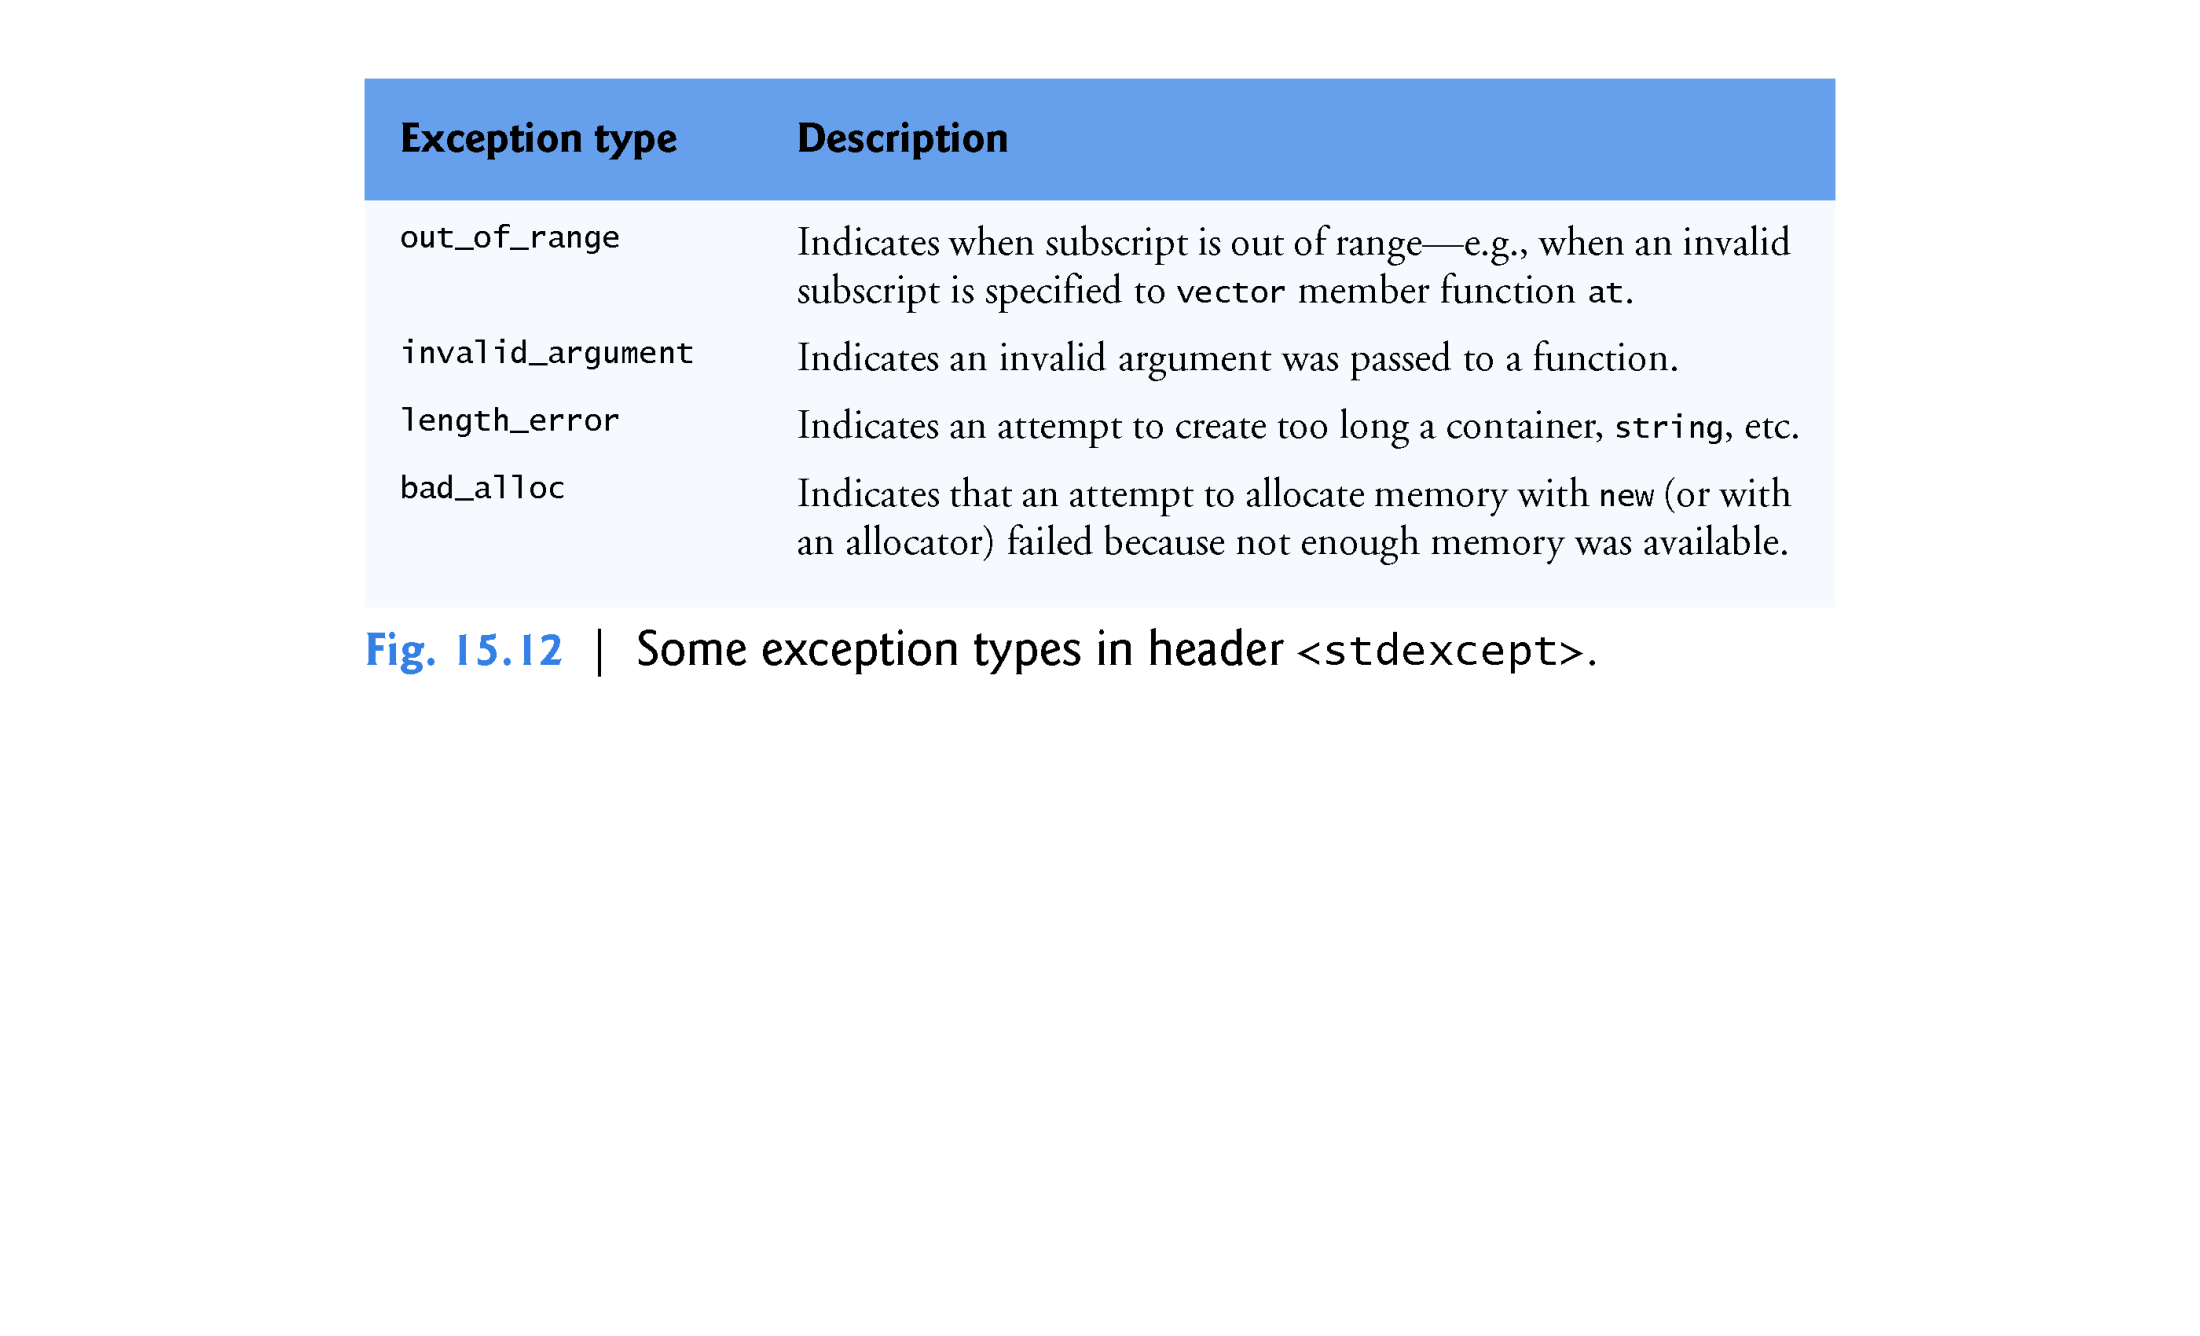 Exception type Description
out_of_range Indicates when subscript is out of range—e.g., when an invalid
subscript is specified to vector member function at.
invalid_argument Indicates an invalid argument was passed to a function.
length_error Indicates an attempt to create too long a container, string, etc.
bad_alloc Indicates that an attempt to allocate memory with new (or with
an allocator) failed because not enough memory was available.
Fig. 15.12 | Some exception types in header <stdexcept>.